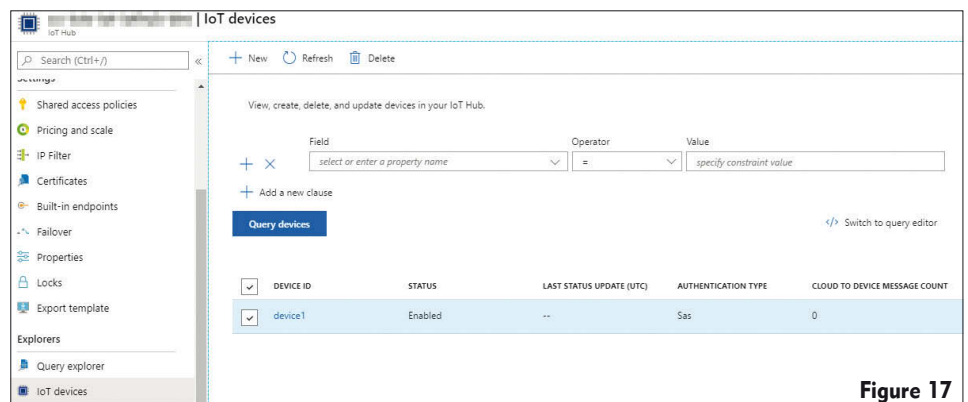 | IoT devices
IoT Hub
Search (Ctrl+/)
«
Settings
Shared access policies
Pricing and scale
IP Filter
Certificates
Built-in endpoints
Failover
Properties
Locks
Export template
Explorers
Query explorer
IoT devices
+ New Refresh Delete
View, create, delete, and update devices in your IoT Hub.
Field Operator Value
select or enter a property name = specify constraint value
+ Add a new clause
Query devices
</> Switch to query editor
DEVICE ID STATUS LAST STATUS UPDATE (UTC) AUTHENTICATION TYPE CLOUD TO DEVICE MESSAGE COUNT
device1 Enabled -- Sas 0
Figure 17